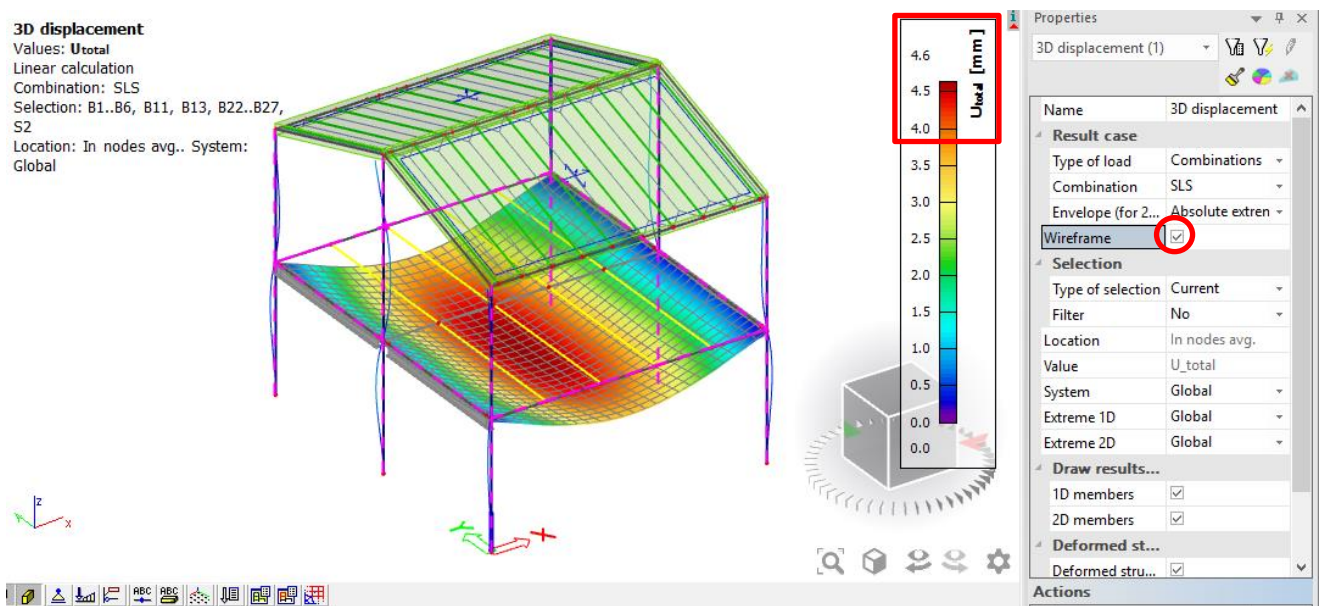 3D displacement
Values: Utotal
Linear calculation
Combination: SLS
Selection: B1..B6, B11, B13, B22..B27,
S2
Location: In nodes avg.. System:
Global
Utotal [mm]
4.6
4.5
4.0
3.5
3.0
2.5
2.0
1.5
1.0
0.5
0.0
0.0
z
x
Y
X
ABC
ABC
Properties
3D displacement (1)
Name 3D displacement
Result case
Type of load Combinations
Combination SLS
Envelope (for 2... Absolute extren
Wireframe
Selection
Type of selection Current
Filter No
Location In nodes avg.
Value U_total
System Global
Extreme 1D Global
Extreme 2D Global
Draw results...
1D members
2D members
Deformed st...
Deformed stru...
Actions